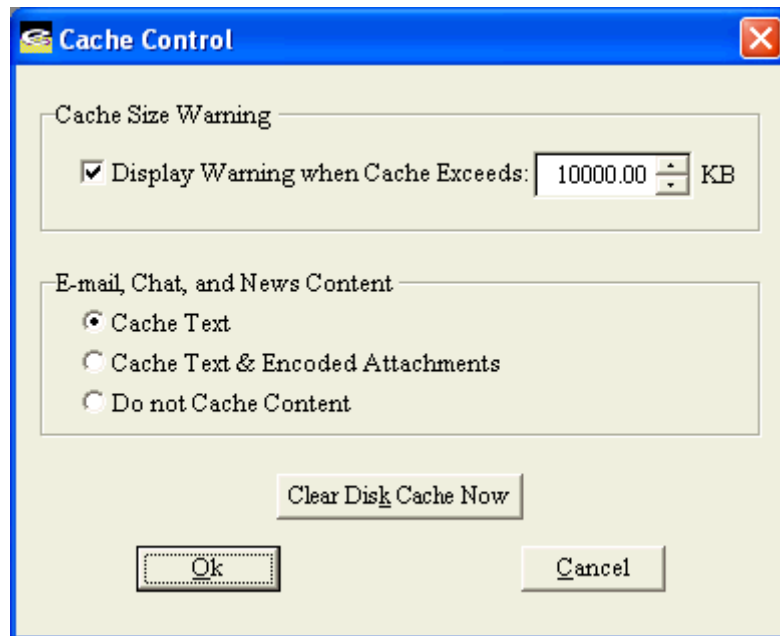 Cache Control
Cache Size Warning
Display Warning when Cache Exceeds: 10000.00 KB
E-mail, Chat, and News Content
Cache Text
Cache Text & Encoded Attachments
Do not Cache Content
Clear Disk Cache Now
Ok Cancel